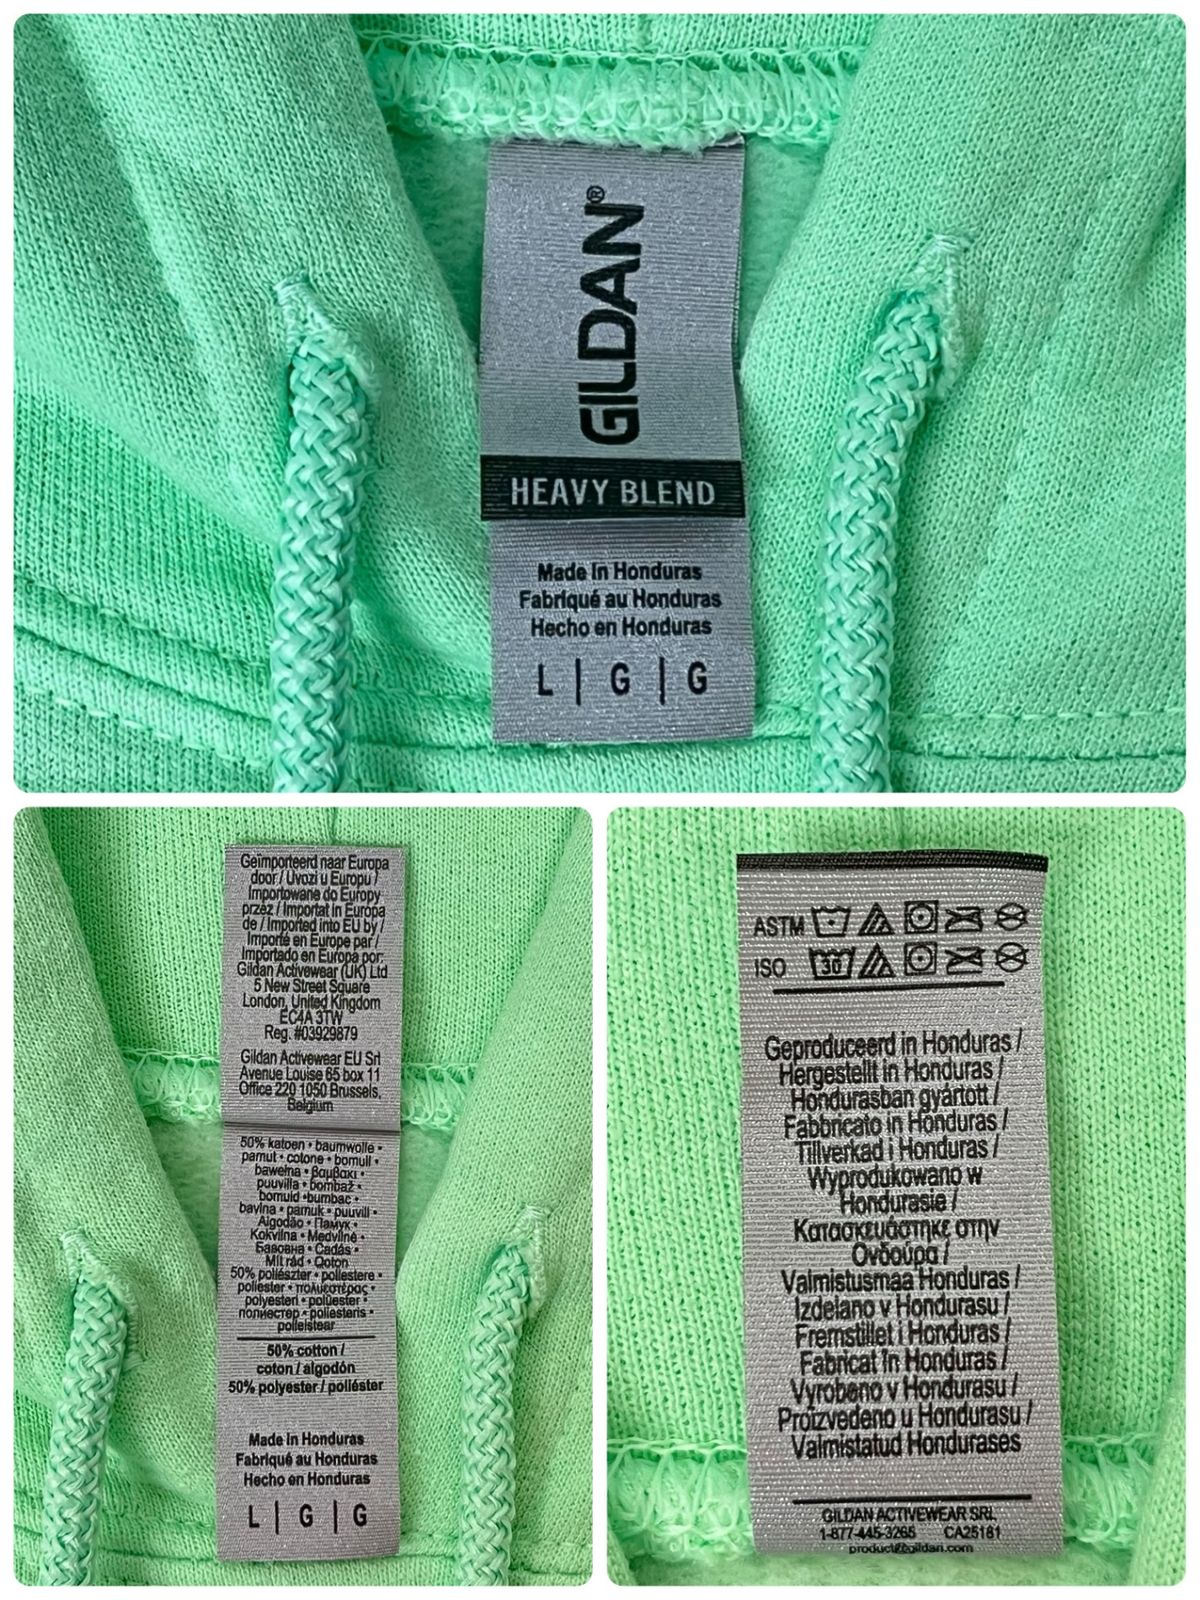 GILDAN®
HEAVY BLEND
Made in Honduras
Fabriqué au Honduras
Hecho en Honduras
L | G | G
Geïmporteerd naar Europa
door / Uvozi u Europu /
Importowane do Europy
przez / Importat in Europa
de / Imported into EU by /
Importé en Europe par /
Importado en Europa por:
Gildan Activewear (UK) Ltd
5 New Street Square
London, United Kingdom
EC4A 3TW
Reg. #03929879
Gildan Activewear EU Srl
Avenue Louise 65 box 11
Office 220 1050 Brussels,
Belgium
50% katoen • baumwolle •
pamut • cotone • bomull •
bawełna • βαμβακι •
puuvilla • bombaž •
bomuld •bumbac •
bavlna • pamuk • puuvill •
Algodão • Памук •
Kokvilna • Medvilnė •
Бавовна • Cadás •
Mit rád • Qoton
50% poliészter • poliestere •
poliester • πολυεστέρας •
polyesteri • polüester •
полиестер • poliesteris •
poileistear
50% cotton /
coton / algodón
50% polyester / poliéster
Made in Honduras
Fabriqué au Honduras
Hecho en Honduras
L | G | G
ASTM
ISO 30
Geproduceerd in Honduras /
Hergestellt in Honduras /
Hondurasban gyártott /
Fabbricato in Honduras /
Tillverkad i Honduras /
Wyprodukowano w
Hondurasie /
Κατασκευάστηκε στην
Ονδούρα /
Valmistusmaa Honduras /
Izdelano v Hondurasu /
Fremstillet i Honduras /
Fabricat în Honduras /
Vyrobeno v Hondurasu /
Proizvedeno u Hondurasu /
Valmistatud Hondurases
GILDAN ACTIVEWEAR SRL
1-877-445-3265 CA25181
product@gildan.com